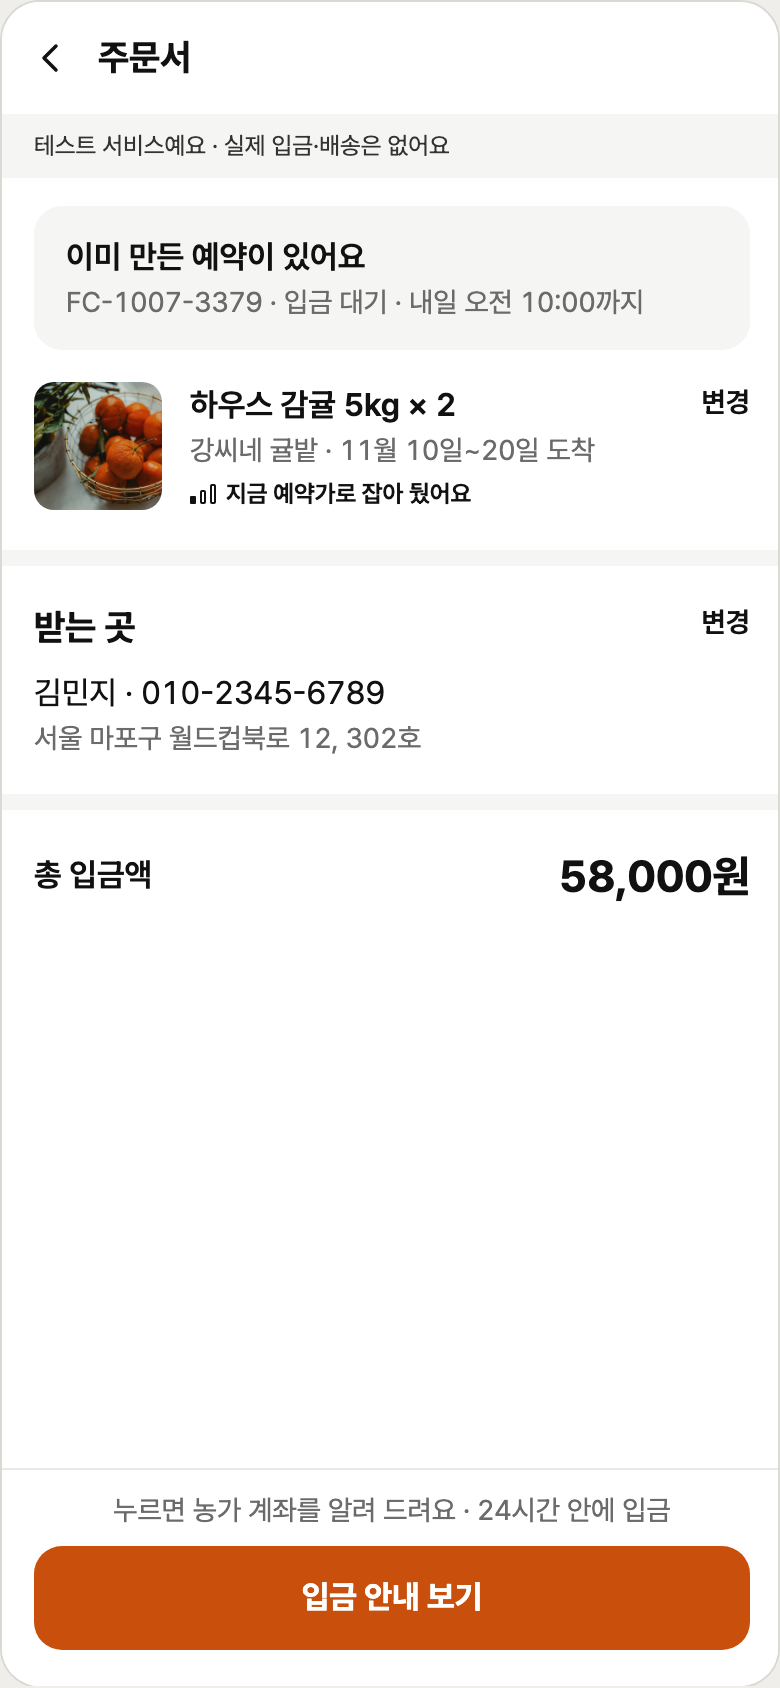 주문서
테스트 서비스예요 · 실제 입금·배송은 없어요
이미 만든 예약이 있어요
FC-1007-3379 · 입금 대기 · 내일 오전 10:00까지
하우스 감귤 5kg × 2
변경
강씨네 귤밭 · 11월 10일~20일 도착
지금 예약가로 잡아 뒀어요
받는 곳
변경
김민지 · 010-2345-6789
서울 마포구 월드컵북로 12, 302호
총 입금액
58,000원
누르면 농가 계좌를 알려 드려요 · 24시간 안에 입금
입금 안내 보기